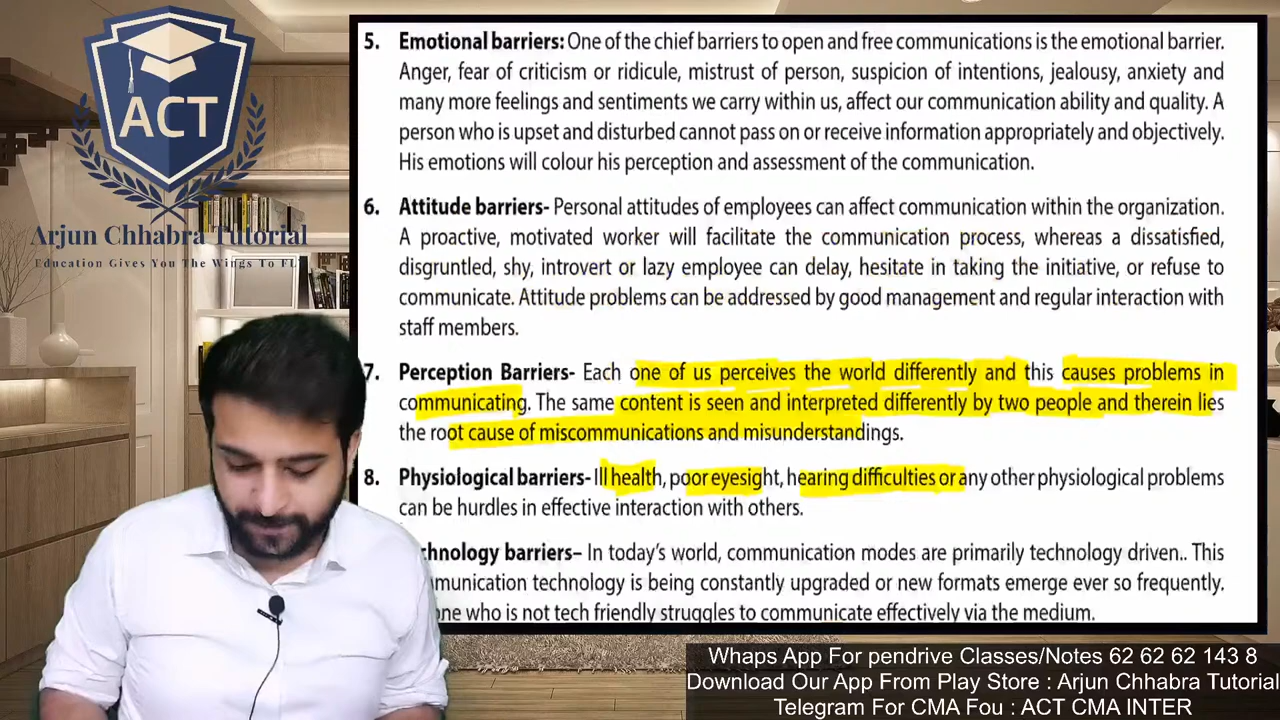 ACT
Arjun Chhabra Tutorial
Education Gives You The Wings To
5. Emotional barriers: One of the chief barriers to open and free communications is the emotional barrier.
Anger, fear of criticism or ridicule, mistrust of person, suspicion of intentions, jealousy, anxiety and
many more feelings and sentiments we carry within us, affect our communication ability and quality. A
person who is upset and disturbed cannot pass on or receive information appropriately and objectively.
His emotions will colour his perception and assessment of the communication.
6. Attitude barriers- Personal attitudes of employees can affect communication within the organization.
A proactive, motivated worker will facilitate the communication process, whereas a dissatisfied,
disgruntled, shy, introvert or lazy employee can delay, hesitate in taking the initiative, or refuse to
communicate. Attitude problems can be addressed by good management and regular interaction with
staff members.
7. Perception Barriers- Each one of us perceives the world differently and this causes problems in
communicating. The same content is seen and interpreted differently by two people and therein lies
the root cause of miscommunications and misunderstandings.
8. Physiological barriers- Ill health, poor eyesight, hearing difficulties or any other physiological problems
can be hurdles in effective interaction with others.
barriers– In today's world, communication modes are primarily technology driven.. This
technology is being constantly upgraded or new formats emerge ever so frequently.
who is not tech friendly struggles to communicate effectively via the medium.
Whaps App For pendrive Classes/Notes 62 62 62 143 8
Download Our App From Play Store : Arjun Chhabra Tutorial
Telegram For CMA Fou : ACT CMA INTER